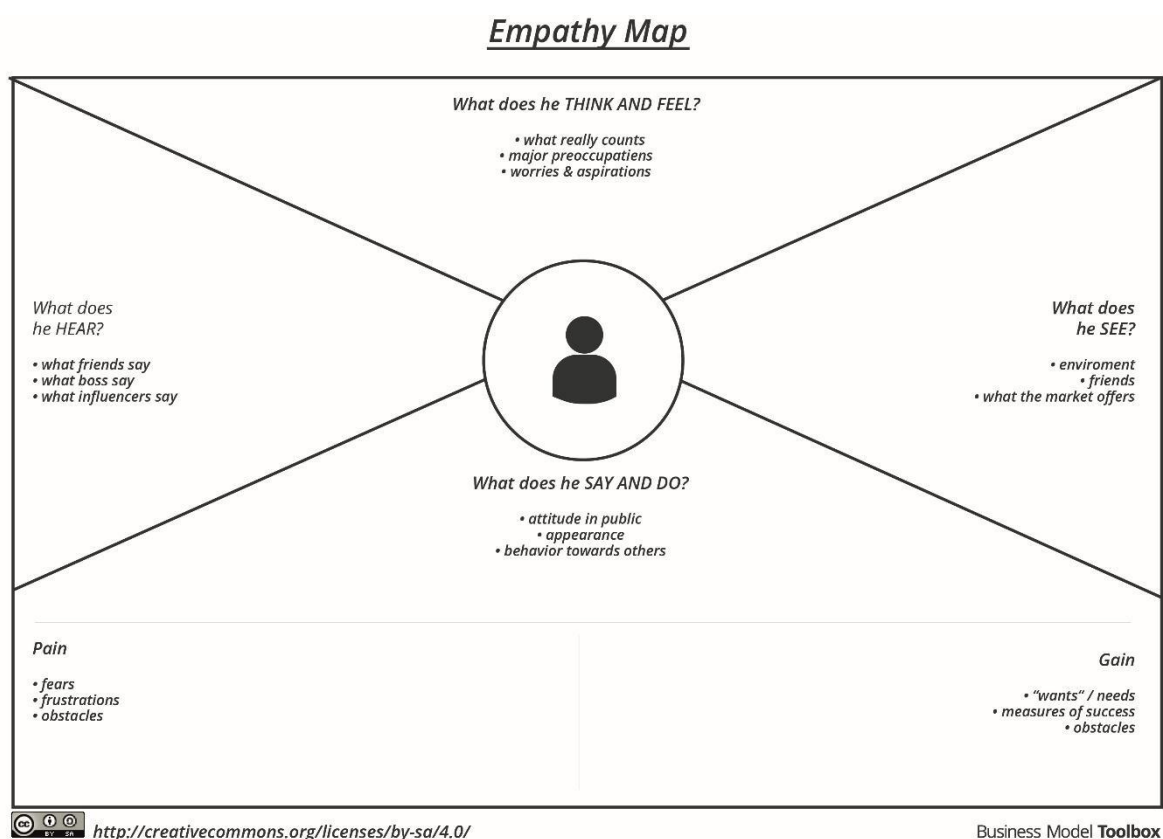 Empathy Map
What does he THINK AND FEEL?
• what really counts
• major preoccupatiens
• worries & aspirations
What does
he HEAR?
• what friends say
• what boss say
• what influencers say
What does
he SEE?
• enviroment
• friends
• what the market offers
What does he SAY AND DO?
• attitude in public
• appearance
• behavior towards others
Pain
• fears
• frustrations
• obstacles
Gain
• “wants” / needs
• measures of success
• obstacles
cc BY SA
http://creativecommons.org/licenses/by-sa/4.0/
Business Model Toolbox